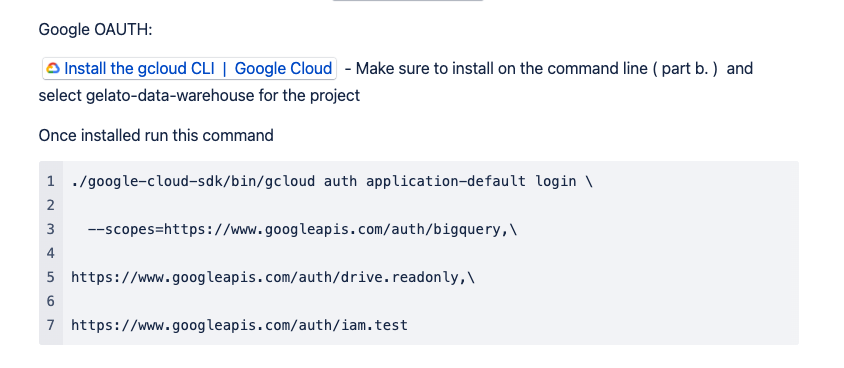 Google OAUTH:
Install the gcloud CLI | Google Cloud - Make sure to install on the command line ( part b. ) and
select gelato-data-warehouse for the project
Once installed run this command
1 ./google-cloud-sdk/bin/gcloud auth application-default login \
2
3 --scopes=https://www.googleapis.com/auth/bigquery,\
4
5 https://www.googleapis.com/auth/drive.readonly,\
6
7 https://www.googleapis.com/auth/iam.test